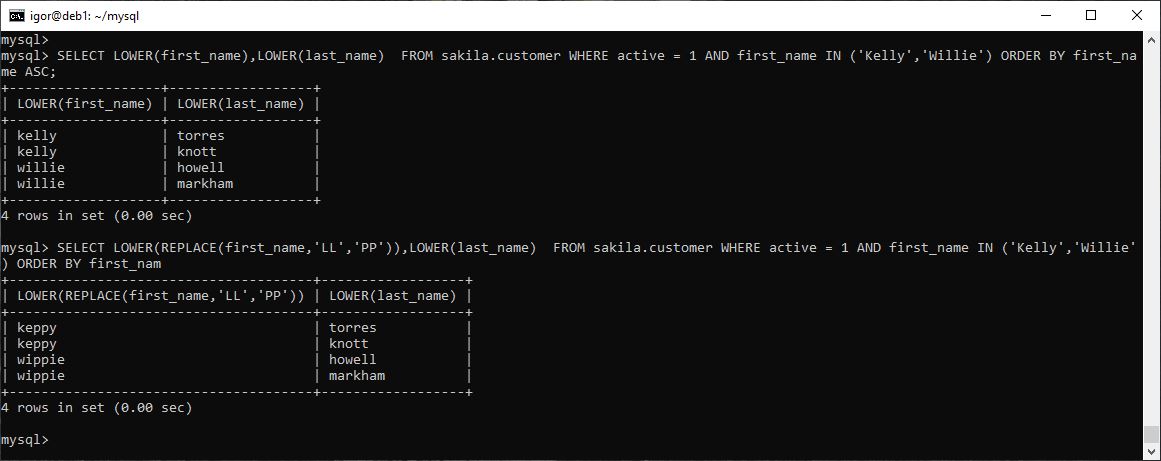 igor@deb1: ~/mysql
mysql>
mysql> SELECT LOWER(first_name),LOWER(last_name)  FROM sakila.customer WHERE active = 1 AND first_name IN ('Kelly','Willie') ORDER BY first_na
me ASC;
+-------------------+------------------+
| LOWER(first_name) | LOWER(last_name) |
+-------------------+------------------+
| kelly             | torres           |
| kelly             | knott            |
| willie            | howell           |
| willie            | markham          |
+-------------------+------------------+
4 rows in set (0.00 sec)
mysql> SELECT LOWER(REPLACE(first_name,'LL','PP')),LOWER(last_name)  FROM sakila.customer WHERE active = 1 AND first_name IN ('Kelly','Willie'
) ORDER BY first_nam
+--------------------------------------+------------------+
| LOWER(REPLACE(first_name,'LL','PP')) | LOWER(last_name) |
+--------------------------------------+------------------+
| keppy                                | torres           |
| keppy                                | knott            |
| wippie                               | howell           |
| wippie                               | markham          |
+--------------------------------------+------------------+
4 rows in set (0.00 sec)
mysql>